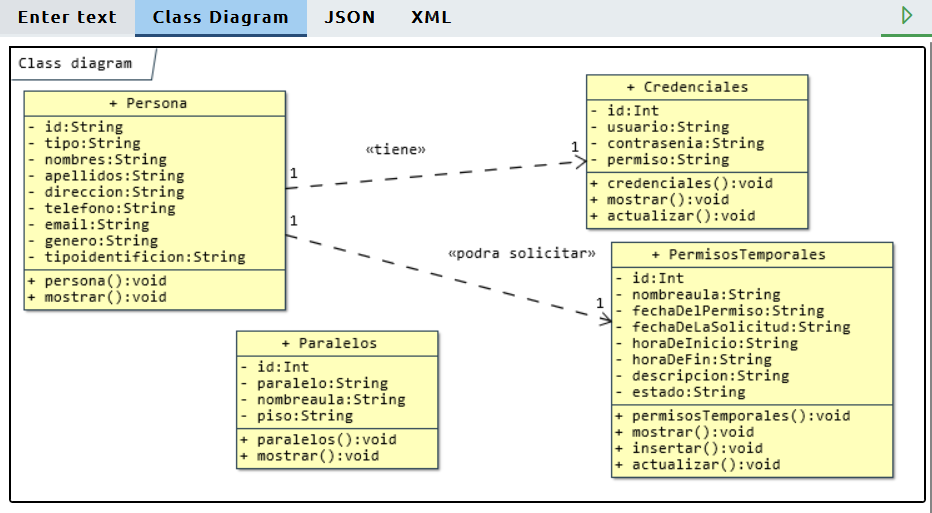 Enter text
Class Diagram
JSON
XML
Class diagram
+ Persona
- id:String
- tipo:String
- nombres:String
- apellidos:String
- direccion:String
- telefono:String
- email:String
- genero:String
- tipoidentificion:String
+ persona():void
+ mostrar():void
«tiene»
1
1
+ Credenciales
- id:Int
- usuario:String
- contrasenia:String
- permiso:String
+ credenciales():void
+ mostrar():void
+ actualizar():void
1
«podra solicitar»
1
+ PermisosTemporales
- id:Int
- nombreaula:String
- fechaDelPermiso:String
- fechaDeLaSolicitud:String
- horaDeInicio:String
- horaDeFin:String
- descripcion:String
- estado:String
+ permisosTemporales():void
+ mostrar():void
+ insertar():void
+ actualizar():void
+ Paralelos
- id:Int
- paralelo:String
- nombreaula:String
- piso:String
+ paralelos():void
+ mostrar():void